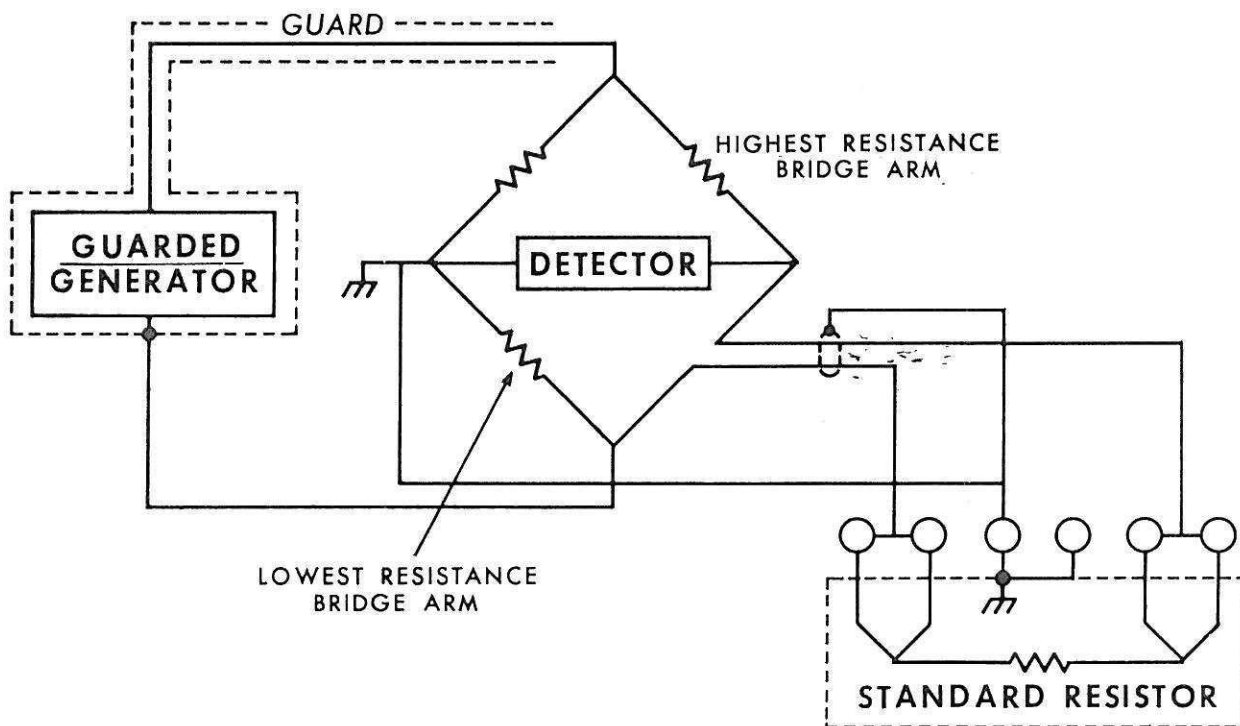 GUARD
HIGHEST RESISTANCE
BRIDGE ARM
GUARDED
GENERATOR
DETECTOR
LOWEST RESISTANCE
BRIDGE ARM
STANDARD RESISTOR